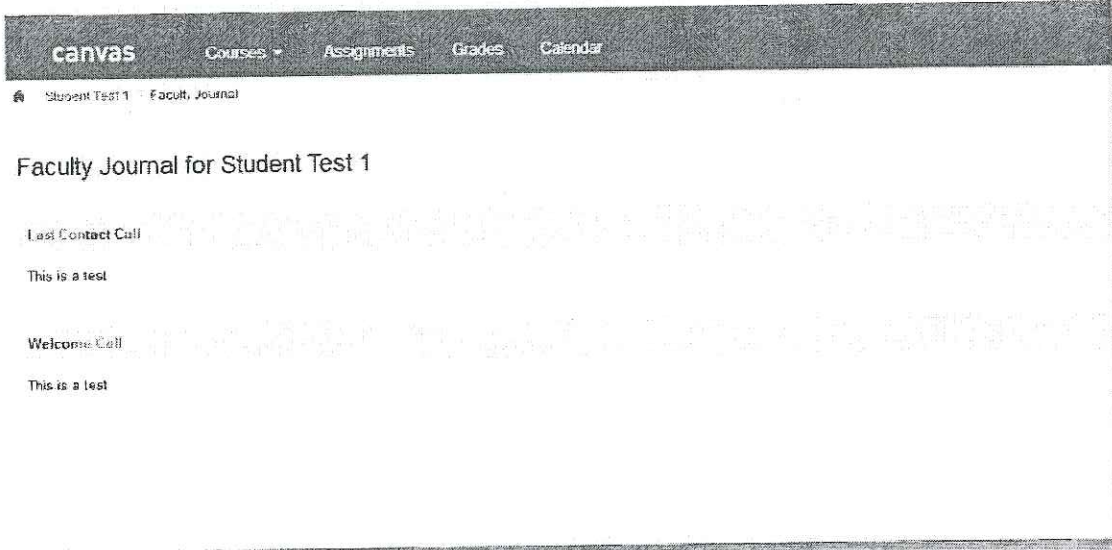 canvas Courses Assignments Grades Calendar
Student Test 1 Faculty Journal
Faculty Journal for Student Test 1
Last Contact Call
This is a test
Welcome Call
This is a test